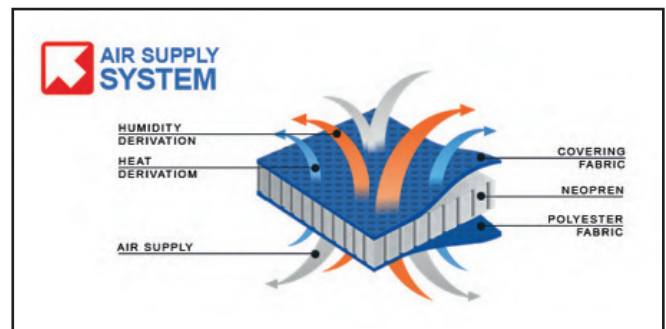 AIR SUPPLY
SYSTEM
HUMIDITY
DERIVATION
HEAT
DERIVATIOM
AIR SUPPLY
COVERING
FABRIC
NEOPREN
POLYESTER
FABRIC